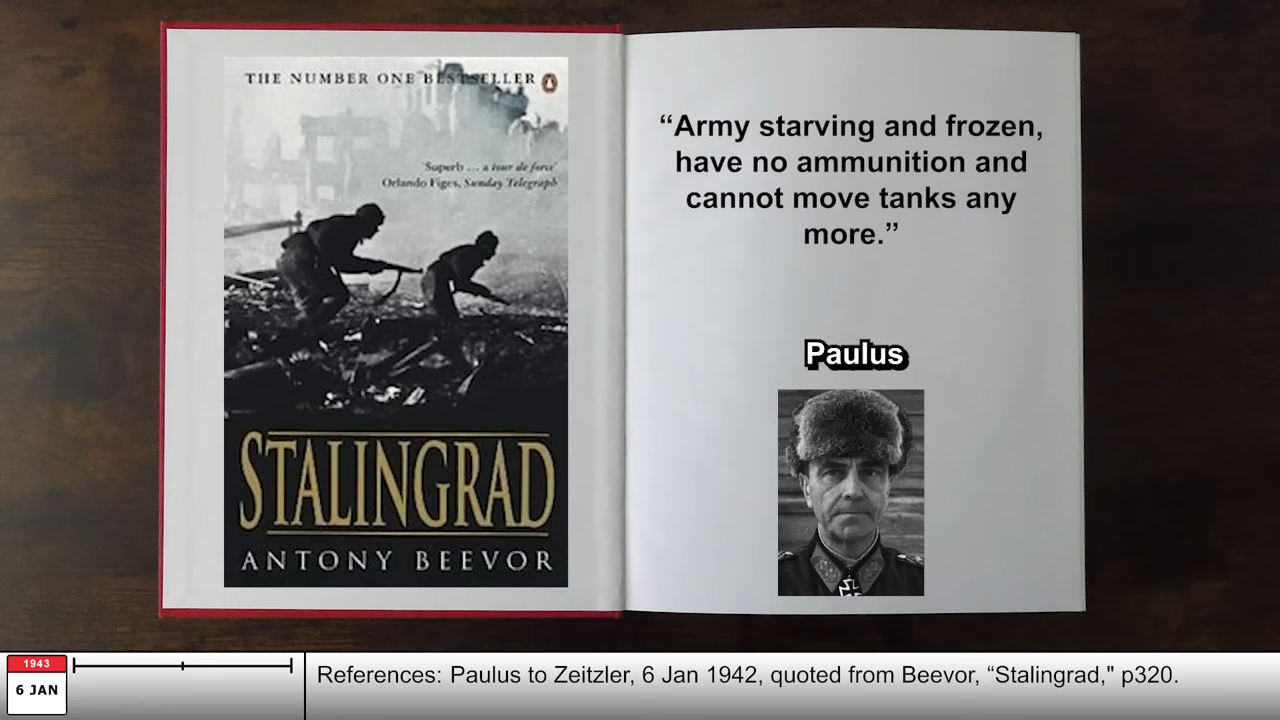 THE NUMBER ONE BESTSELLER
'Superb ... a tour de force'
Orlando Figes, Sunday Telegraph
STALINGRAD
ANTONY BEEVOR
“Army starving and frozen,
have no ammunition and
cannot move tanks any
more.”
Paulus
1943
6 JAN
References: Paulus to Zeitzler, 6 Jan 1942, quoted from Beevor, “Stalingrad," p320.